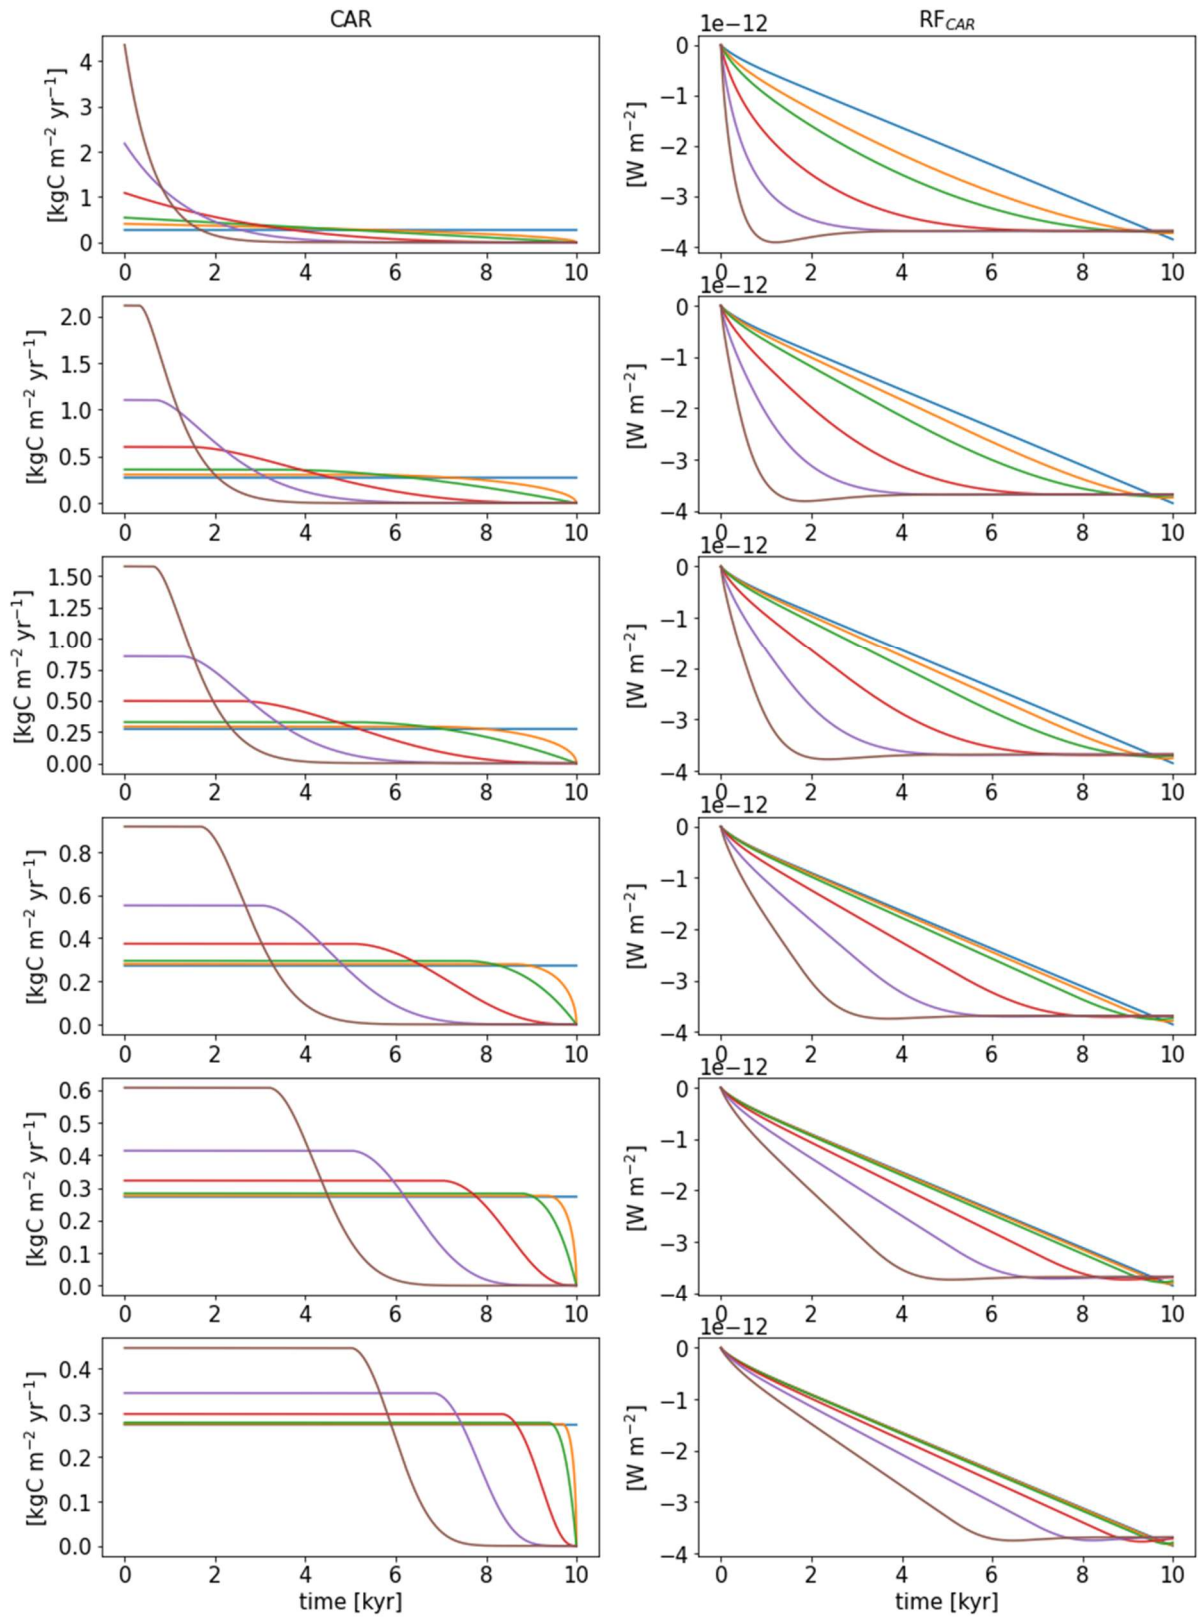 CAR
RF_CAR
[kgC m⁻² yr⁻¹]
4
3
2
1
0
0 2 4 6 8 10
1e−12
[W m⁻²]
0
−1
−2
−3
−4
0 2 4 6 8 10
[kgC m⁻² yr⁻¹]
2.0
1.5
1.0
0.5
0.0
0 2 4 6 8 10
1e−12
[W m⁻²]
0
−1
−2
−3
−4
0 2 4 6 8 10
[kgC m⁻² yr⁻¹]
1.50
1.25
1.00
0.75
0.50
0.25
0.00
0 2 4 6 8 10
1e−12
[W m⁻²]
0
−1
−2
−3
−4
0 2 4 6 8 10
[kgC m⁻² yr⁻¹]
0.8
0.6
0.4
0.2
0.0
0 2 4 6 8 10
1e−12
[W m⁻²]
0
−1
−2
−3
−4
0 2 4 6 8 10
[kgC m⁻² yr⁻¹]
0.6
0.5
0.4
0.3
0.2
0.1
0.0
0 2 4 6 8 10
1e−12
[W m⁻²]
0
−1
−2
−3
−4
0 2 4 6 8 10
[kgC m⁻² yr⁻¹]
0.4
0.3
0.2
0.1
0.0
0 2 4 6 8 10
time [kyr]
1e−12
[W m⁻²]
0
−1
−2
−3
−4
0 2 4 6 8 10
time [kyr]